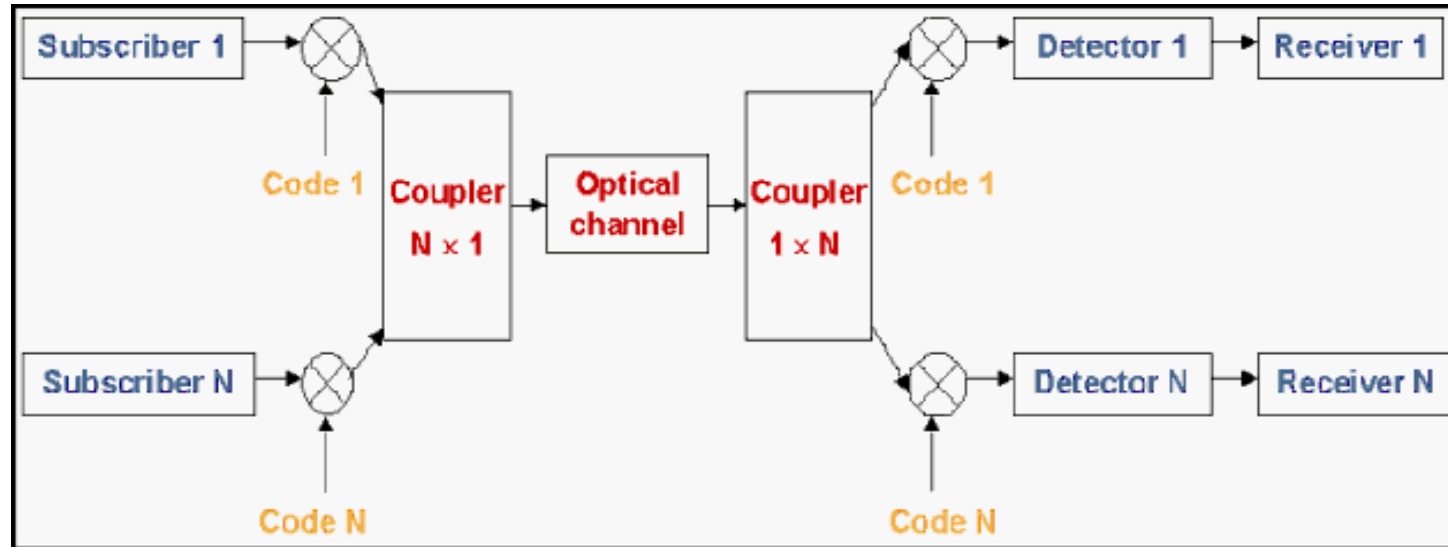 Subscriber 1
Detector 1
Receiver 1
Code 1
Coupler
N × 1
Optical
channel
Coupler
1 × N
Code 1
Subscriber N
Detector N
Receiver N
Code N
Code N